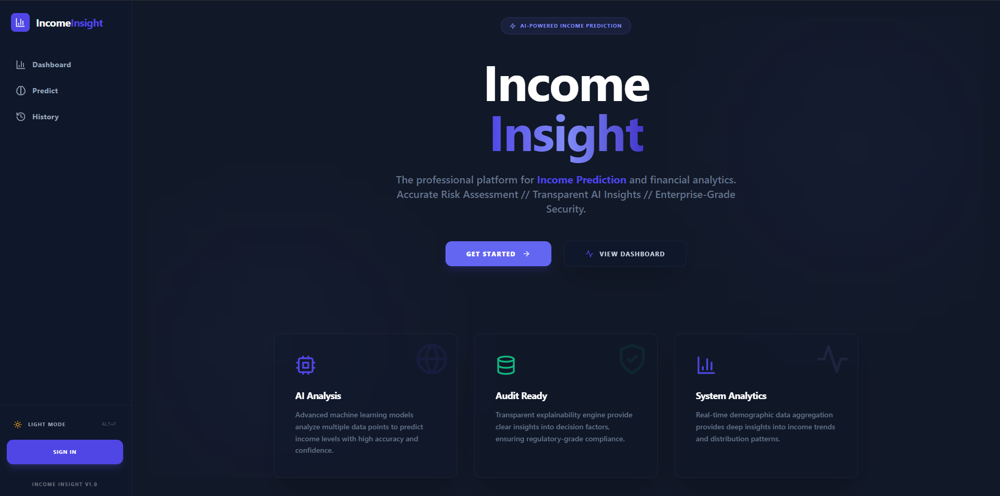 IncomeInsight
Dashboard
Predict
History
LIGHT MODE ALT+T
SIGN IN
INCOME INSIGHT V1.0
AI-POWERED INCOME PREDICTION
Income
Insight
The professional platform for Income Prediction and financial analytics.
Accurate Risk Assessment // Transparent AI Insights // Enterprise-Grade
Security.
GET STARTED
VIEW DASHBOARD
AI Analysis
Advanced machine learning models
analyze multiple data points to predict
income levels with high accuracy and
confidence.
Audit Ready
Transparent explainability engine provide
clear insights into decision factors,
ensuring regulatory-grade compliance.
System Analytics
Real-time demographic data aggregation
provides deep insights into income trends
and distribution patterns.